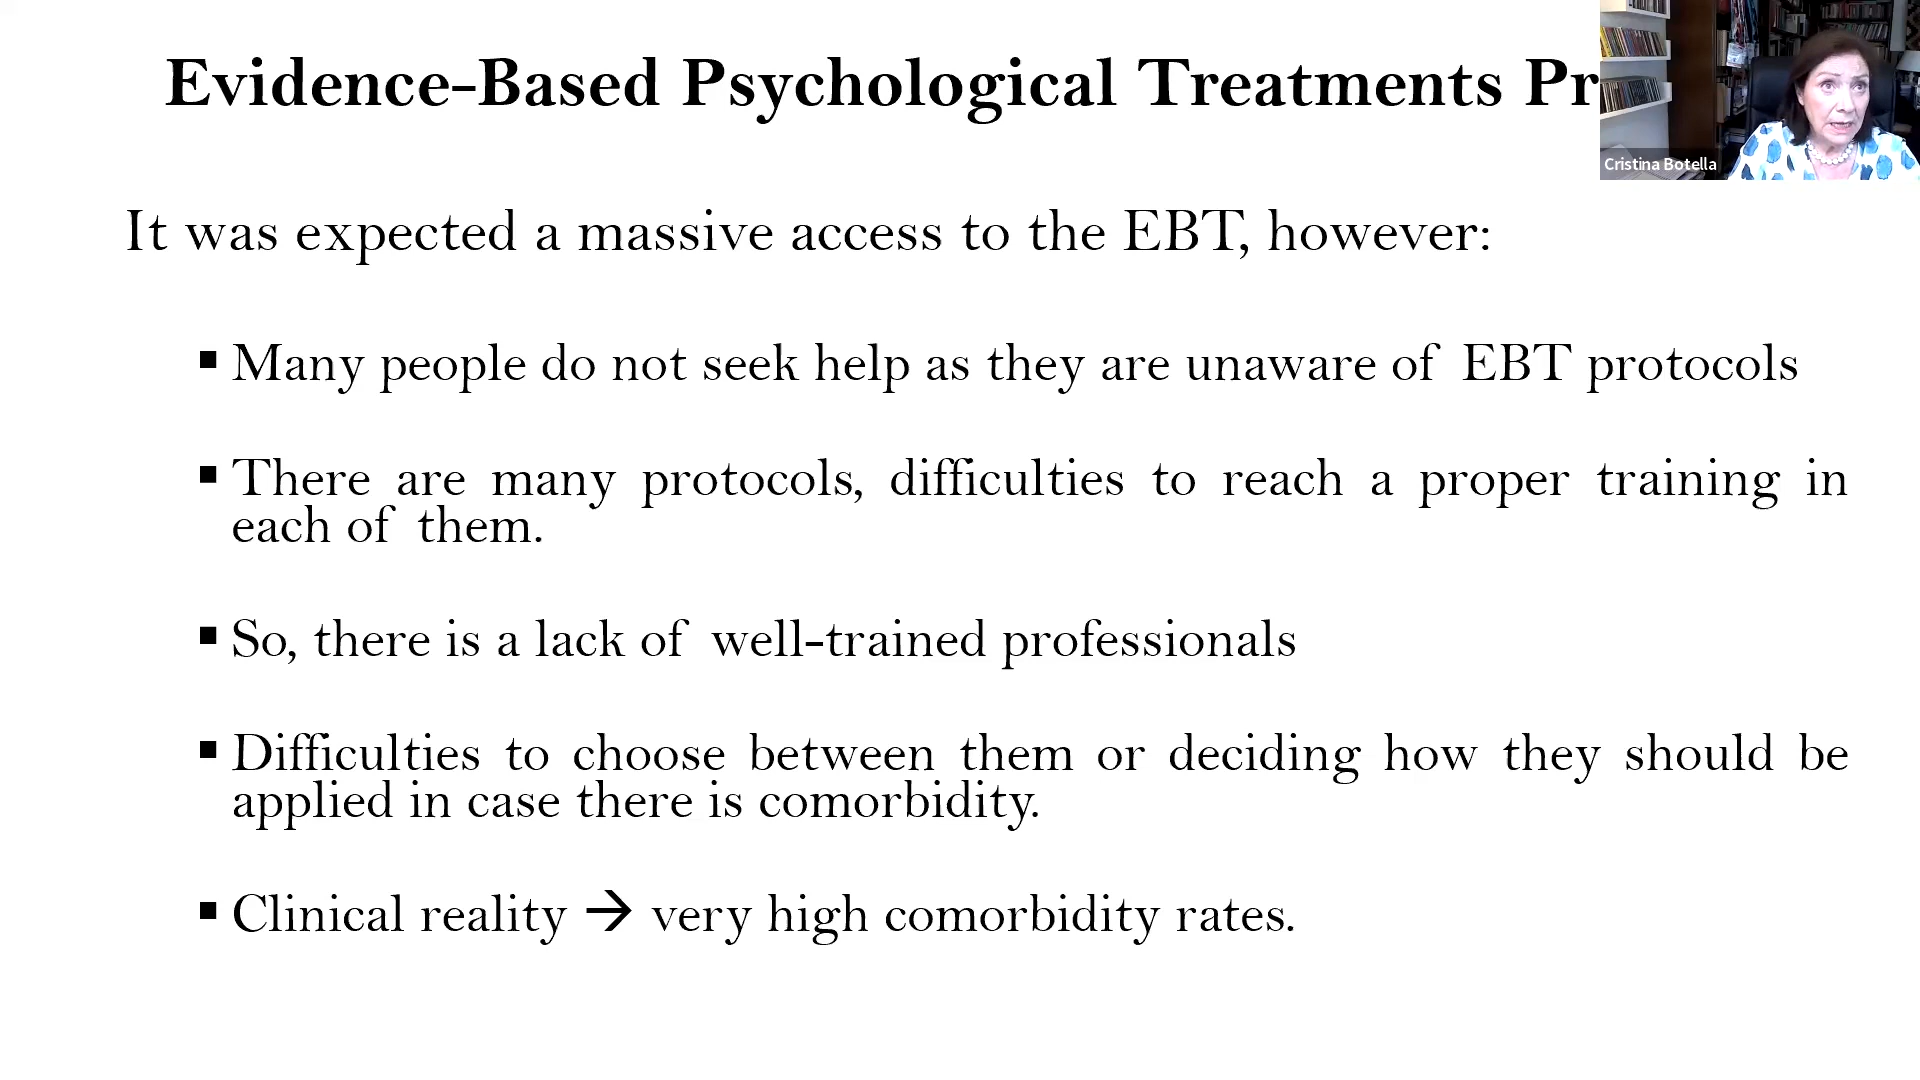 Evidence-Based Psychological Treatments
Cristina Botella
It was expected a massive access to the EBT, however:
▪ Many people do not seek help as they are unaware of EBT protocols
▪ There are many protocols, difficulties to reach a proper training in
each of them.
▪ So, there is a lack of well-trained professionals
▪ Difficulties to choose between them or deciding how they should be
applied in case there is comorbidity.
▪ Clinical reality → very high comorbidity rates.